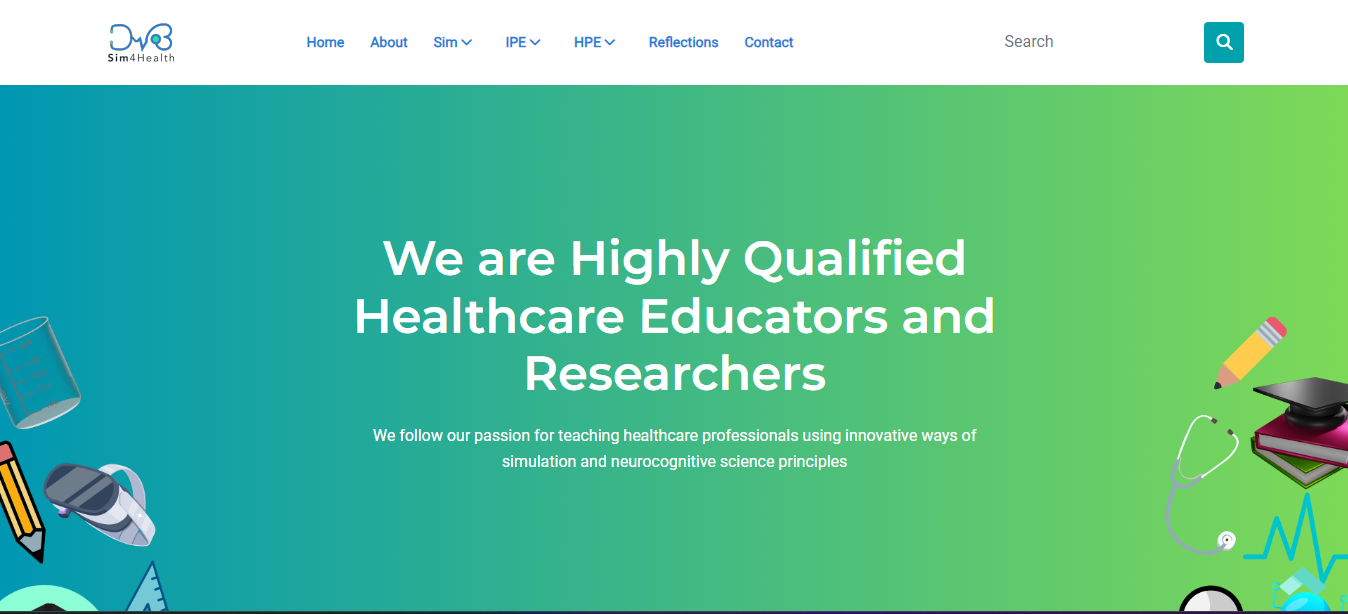 Sim4Health
Home About Sim IPE HPE Reflections Contact Search
We are Highly Qualified
Healthcare Educators and
Researchers
We follow our passion for teaching healthcare professionals using innovative ways of
simulation and neurocognitive science principles